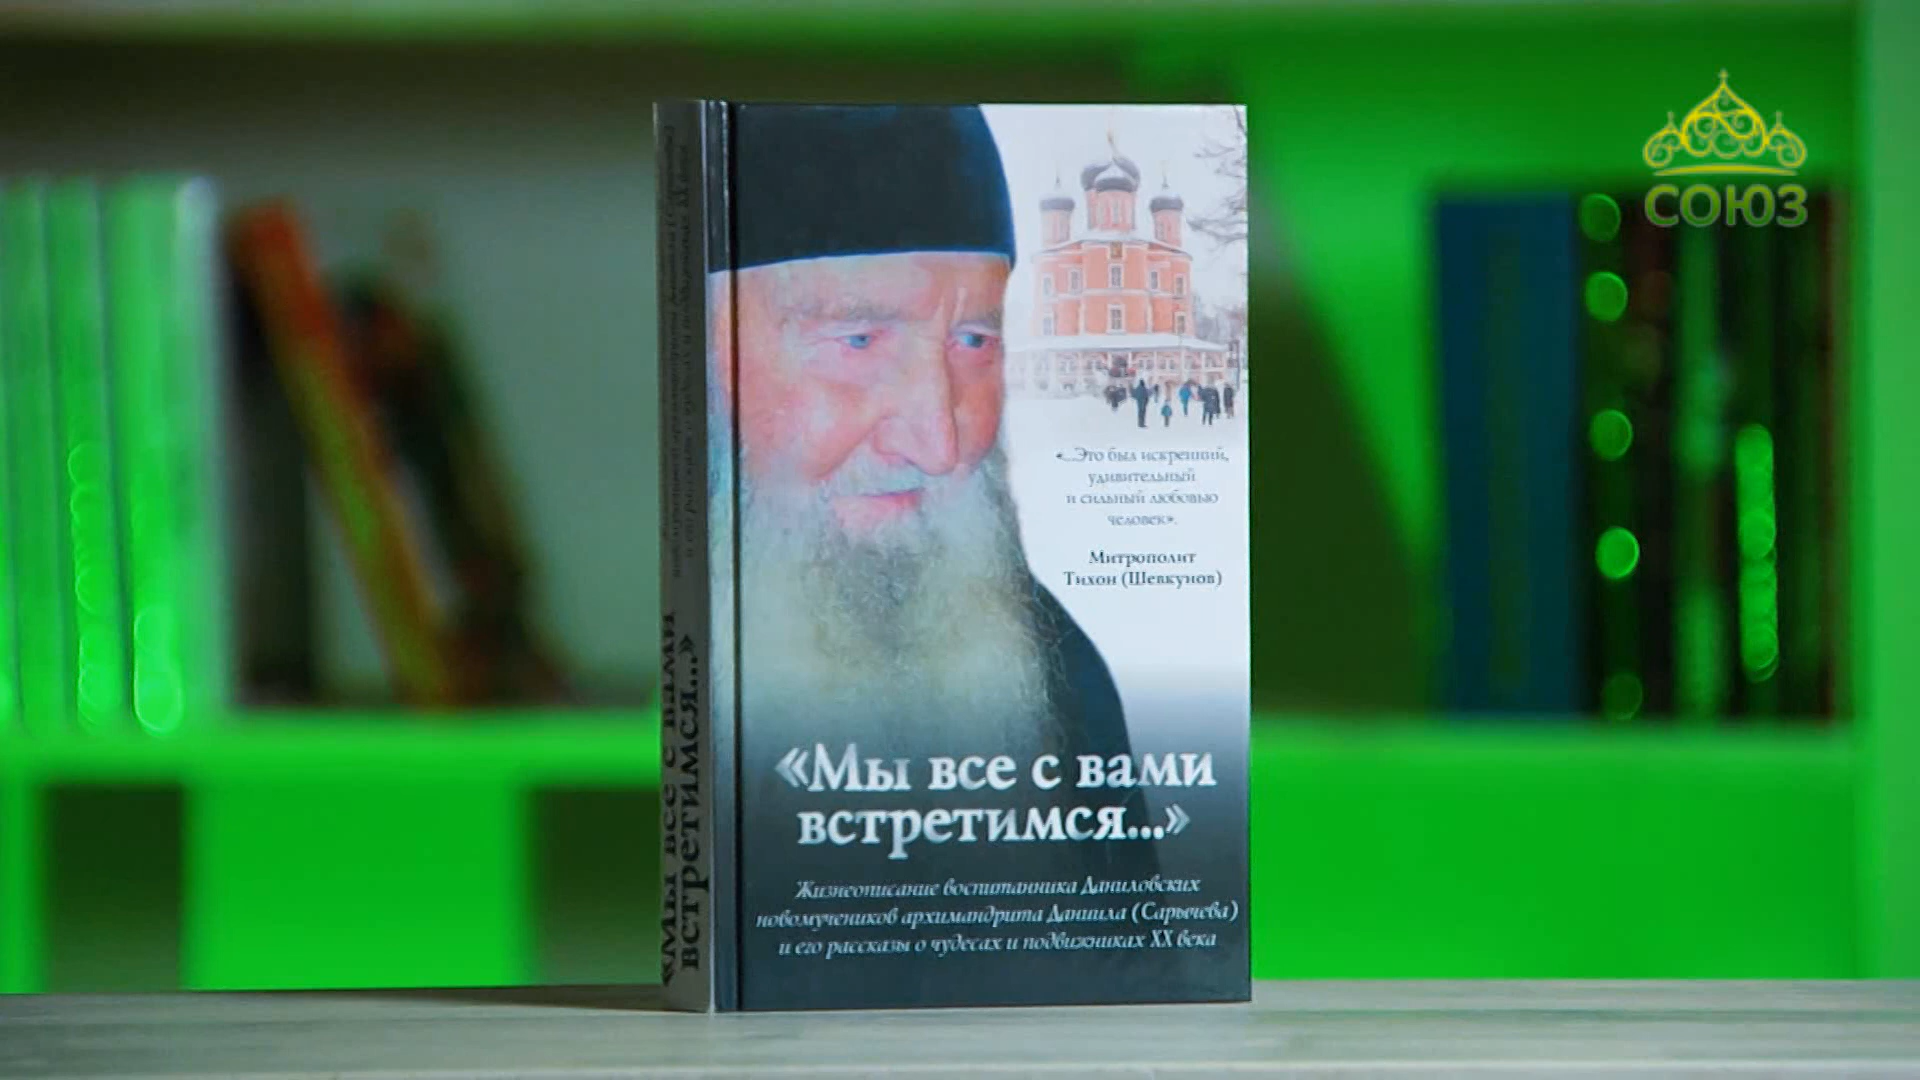 СОЮЗ
«...Это был искренний,
удивительный
и сильный любовью
человек».
Митрополит
Тихон (Шевкунов)
«Мы все с вами
встретимся...»
Жизнеописание воспитанника Даниловских
новомучеников архимандрита Даниила (Сарычева)
и его рассказы о чудесах и подвижниках XX века
«Мы все с вами
встретимся...»